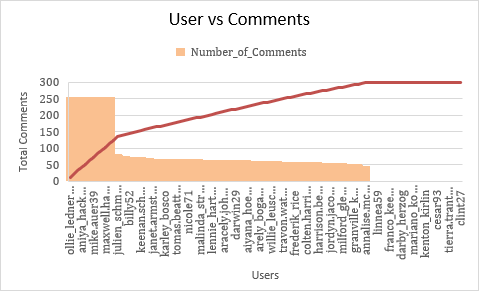 User vs Comments
Number_of_Comments
Total Comments
300
250
200
150
100
50
0
ollie_ledner...
aniya_hack...
mike.auer39
maxwell.ha...
julien_schm...
billy52
keenan.sch...
janet.armst...
karley_bosco
tomas.beatt...
nicole71
malinda_str...
lennie_hart...
aracely.joh...
darwin29
aiyana_hoe...
arely_boga...
willie_leusc...
travon.wat...
frederik_rice
colten.harri
harrison.be...
jordyn.jaco...
milford_gle...
granville_k...
annalise.mc...
linnea59
franco_kee...
darby_herzog
mariano_ko...
kenton_kirlin
cesar93
tierra.trant...
clint27
Users